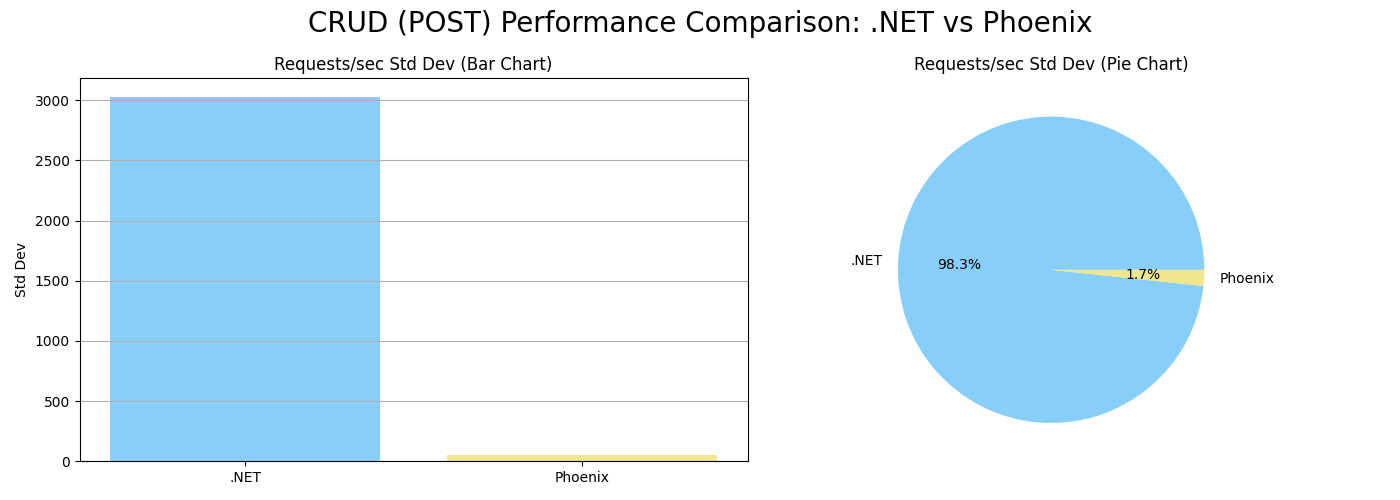 CRUD (POST) Performance Comparison: .NET vs Phoenix
Requests/sec Std Dev (Bar Chart)
3000
2500
2000
1500
1000
500
0
Std Dev
.NET
Phoenix
Requests/sec Std Dev (Pie Chart)
.NET
98.3%
1.7%
Phoenix